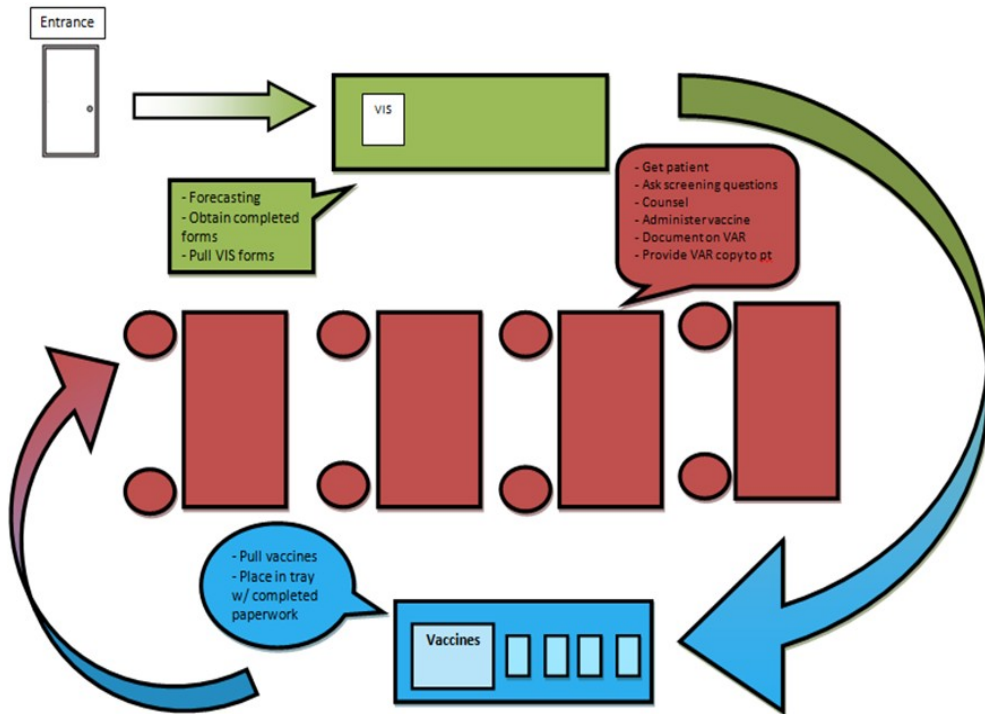 Entrance
VIS
- Forecasting
- Obtain completed
forms
- Pull VIS forms
- Get patient
- Ask screening questions
- Counsel
- Administer vaccine
- Document on VAR
- Provide VAR copy to pt
- Pull vaccines
- Place in tray
w/ completed
paperwork
Vaccines